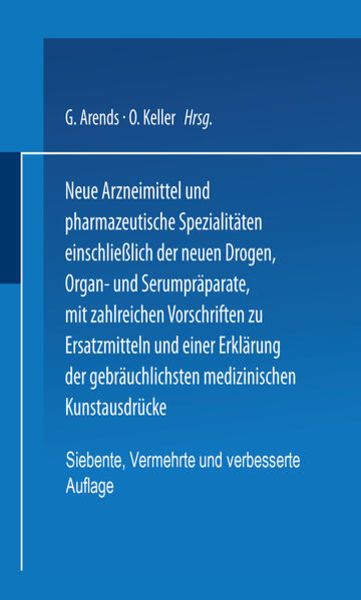 G. Arends · O. Keller Hrsg.
Neue Arzneimittel und
pharmazeutische Spezialitäten
einschließlich der neuen Drogen,
Organ- und Serumpräparate,
mit zahlreichen Vorschriften zu
Ersatzmitteln und einer Erklärung
der gebräuchlichsten medizinischen
Kunstausdrücke
Siebente, Vermehrte und verbesserte
Auflage